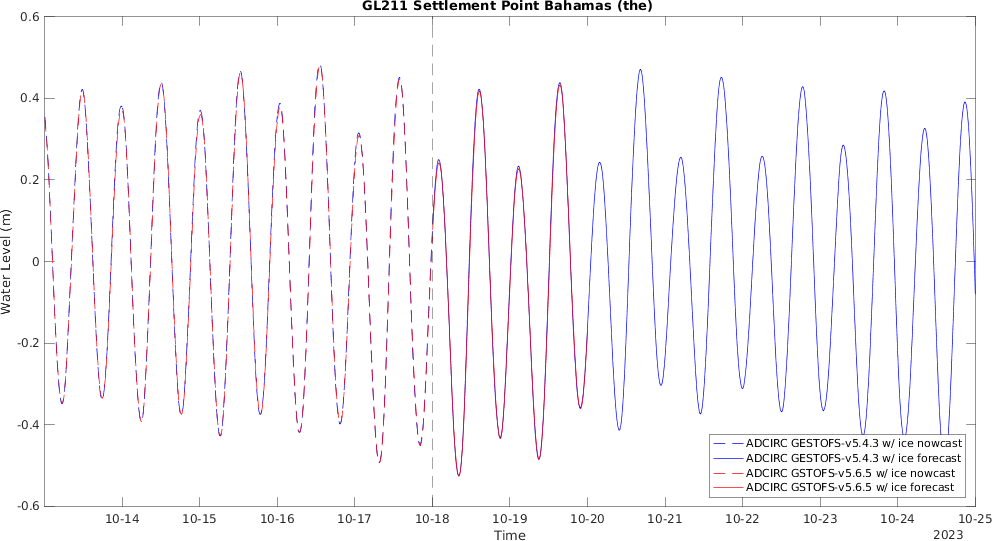 GL211 Settlement Point Bahamas (the)
0.6
0.4
0.2
0
-0.2
-0.4
-0.6
Water Level (m)
10-14 10-15 10-16 10-17 10-18 10-19 10-20 10-21 10-22 10-23 10-24 10-25
Time
2023
ADCIRC GESTOFS-v5.4.3 w/ ice nowcast
ADCIRC GESTOFS-v5.4.3 w/ ice forecast
ADCIRC GSTOFS-v5.6.5 w/ ice nowcast
ADCIRC GSTOFS-v5.6.5 w/ ice forecast